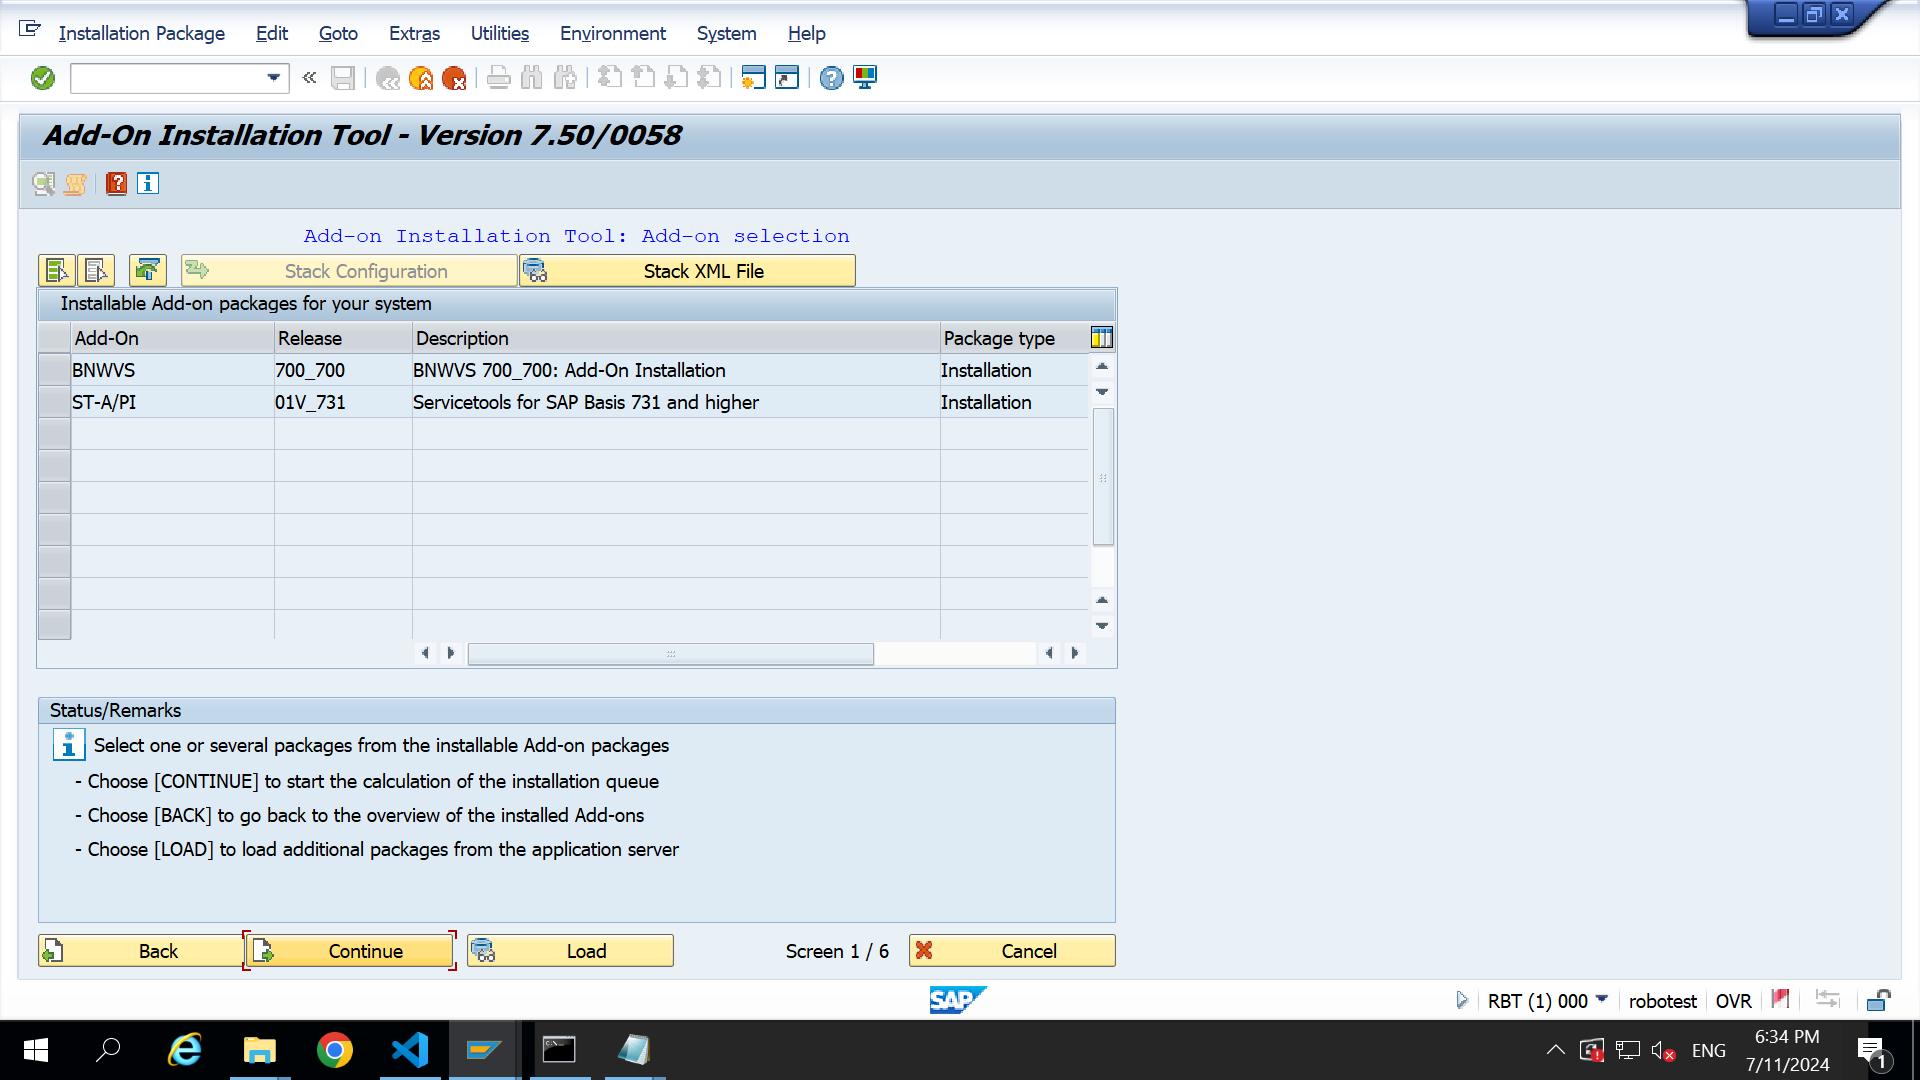 Installation Package Edit Goto Extras Utilities Environment System Help
Add-On Installation Tool - Version 7.50/0058
Add-on Installation Tool: Add-on selection
Stack Configuration Stack XML File
Installable Add-on packages for your system
Add-On Release Description Package type
BNWVS 700_700 BNWVS 700_700: Add-On Installation Installation
ST-A/PI 01V_731 Servicetools for SAP Basis 731 and higher Installation
Status/Remarks
Select one or several packages from the installable Add-on packages
- Choose [CONTINUE] to start the calculation of the installation queue
- Choose [BACK] to go back to the overview of the installed Add-ons
- Choose [LOAD] to load additional packages from the application server
Back Continue Load Screen 1 / 6 Cancel
SAP RBT (1) 000 robotest OVR
ENG 6:34 PM
7/11/2024 1